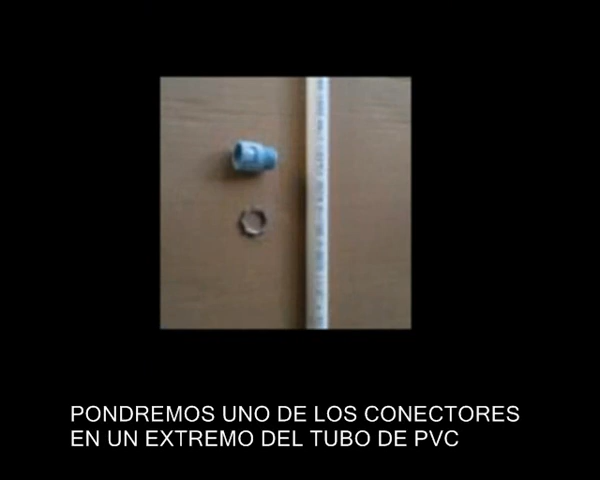 PONDREMOS UNO DE LOS CONECTORES
EN UN EXTREMO DEL TUBO DE PVC